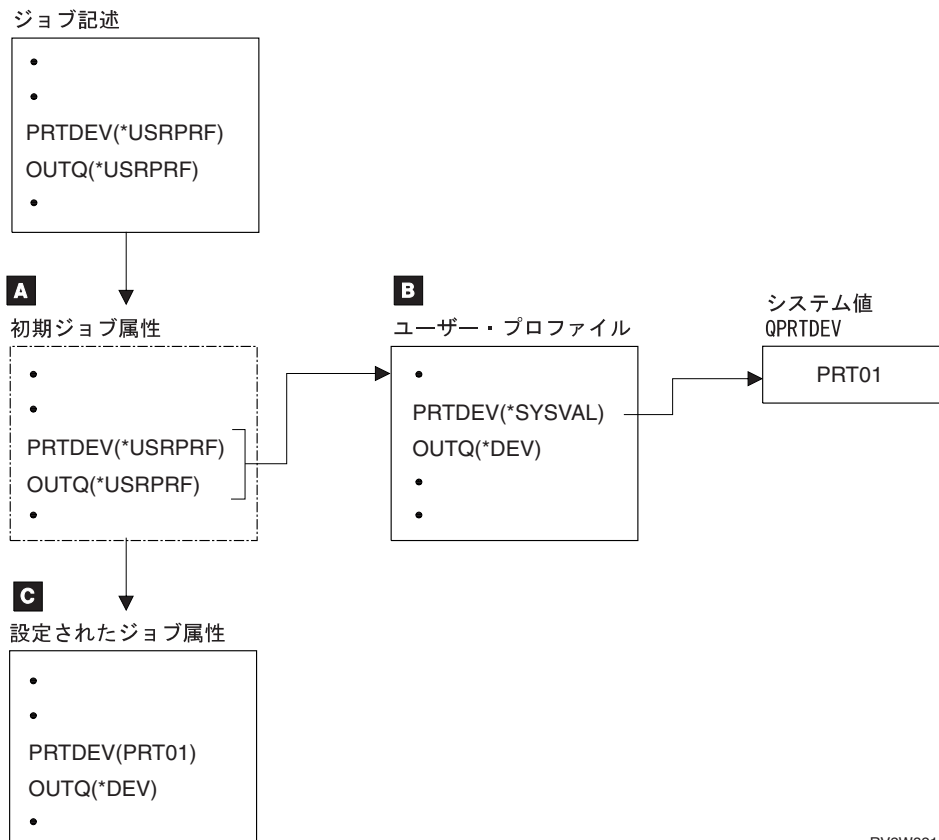 ジョブ記述
•
•
PRTDEV(*USRPRF)
OUTQ(*USRPRF)
•
A
初期ジョブ属性
•
•
PRTDEV(*USRPRF)
OUTQ(*USRPRF)
•
B
ユーザー・プロファイル
•
PRTDEV(*SYSVAL)
OUTQ(*DEV)
•
•
システム値
QPRTDEV
PRT01
C
設定されたジョブ属性
•
•
PRTDEV(PRT01)
OUTQ(*DEV)
•